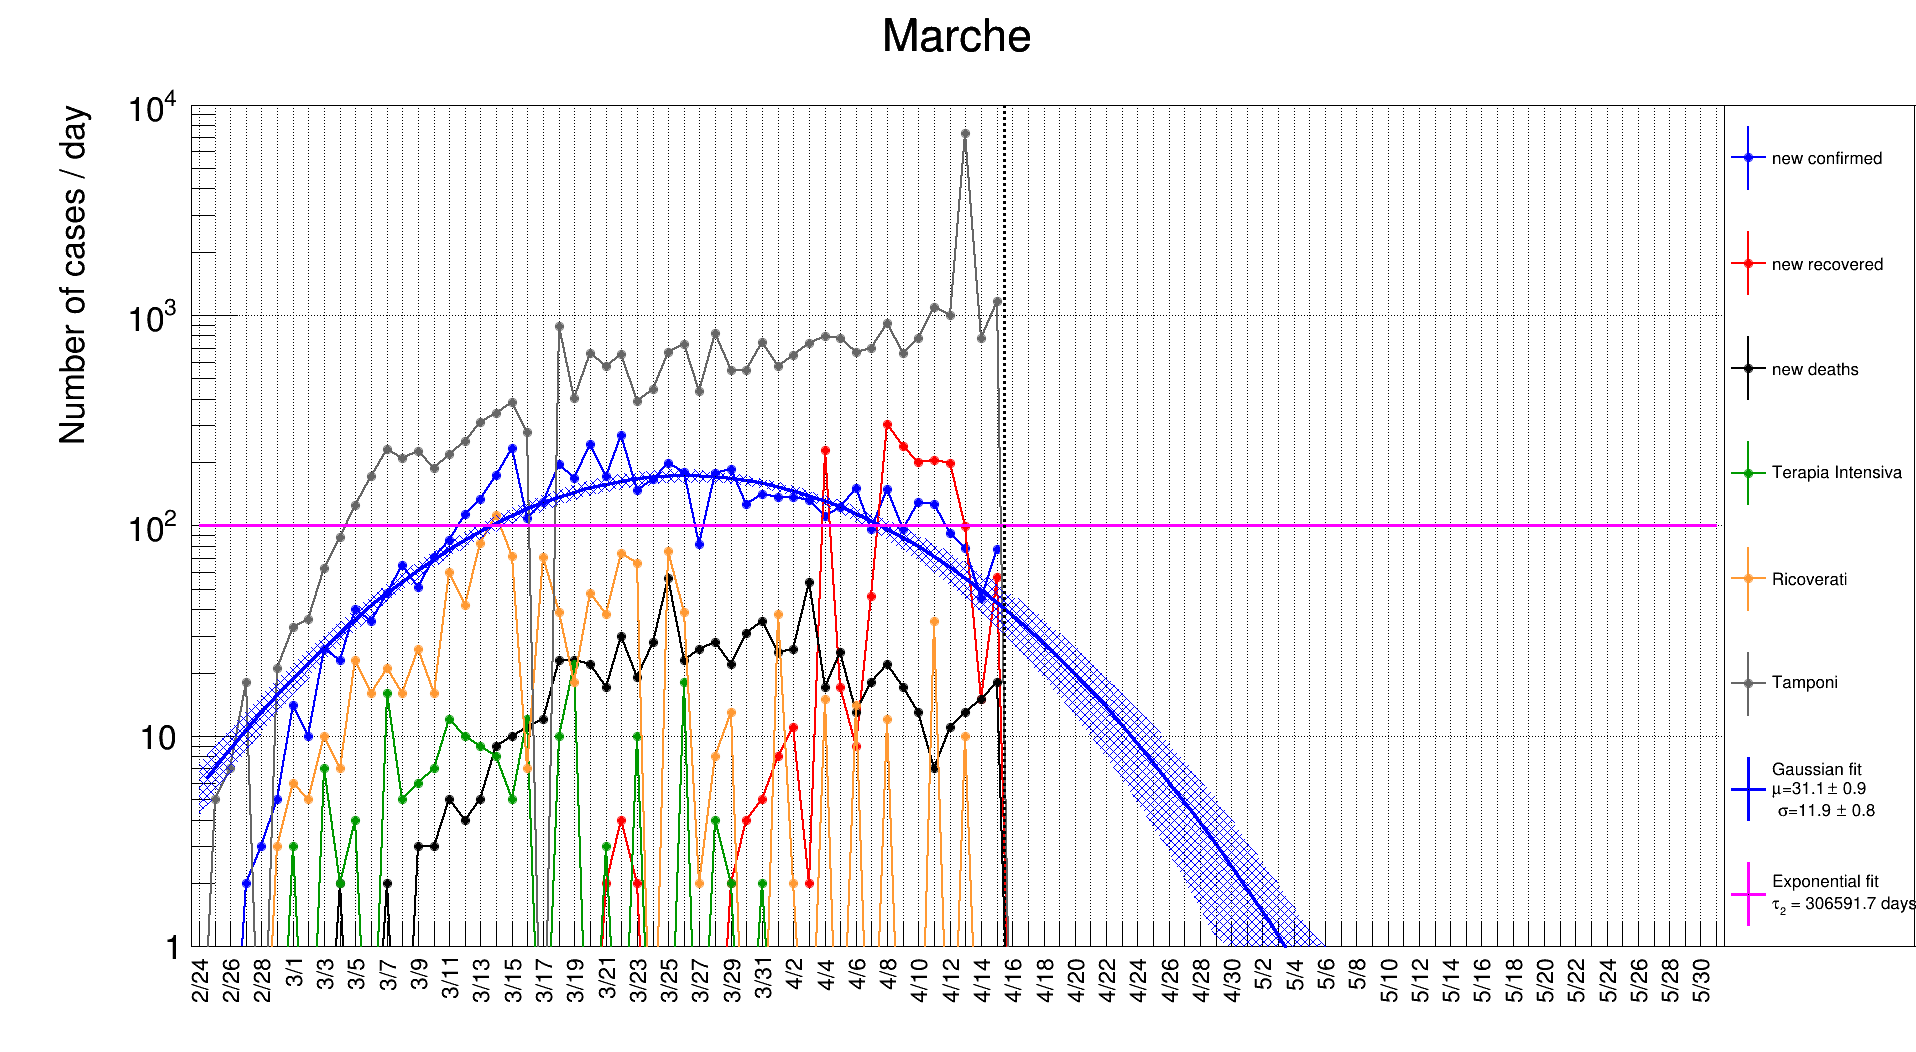 Marche
Number of cases / day
10⁴
10³
10²
10
1
2/24 2/26 2/28 3/1 3/3 3/5 3/7 3/9 3/11 3/13 3/15 3/17 3/19 3/21 3/23 3/25 3/27 3/29 3/31 4/2 4/4 4/6 4/8 4/10 4/12 4/14 4/16 4/18 4/20 4/22 4/24 4/26 4/28 4/30 5/2 5/4 5/6 5/8 5/10 5/12 5/14 5/16 5/18 5/20 5/22 5/24 5/26 5/28 5/30
new confirmed
new recovered
new deaths
Terapia Intensiva
Ricoverati
Tamponi
Gaussian fit
μ=31.1 ± 0.9
σ=11.9 ± 0.8
Exponential fit
τ₂ = 306591.7 days